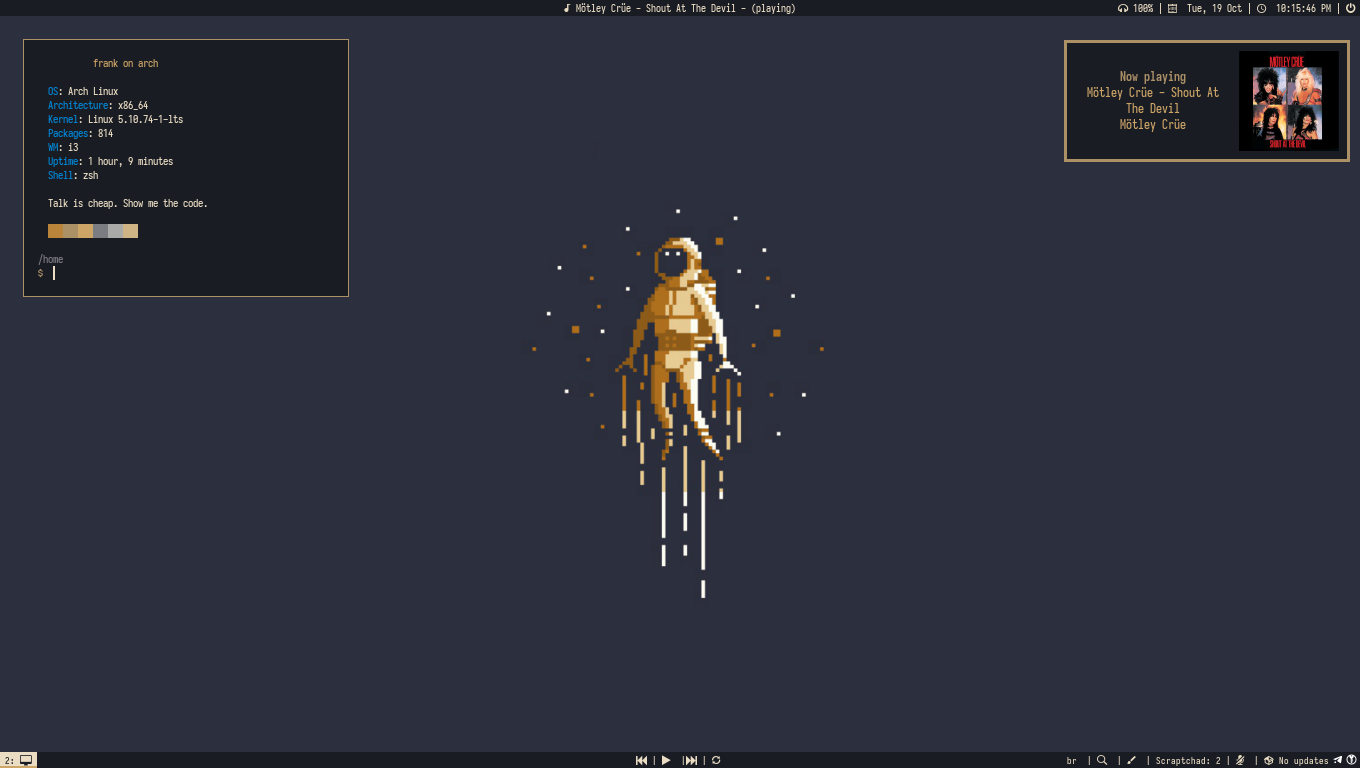 Mötley Crüe - Shout At The Devil - (playing)
100% | Tue, 19 Oct | 10:15:46 PM |
frank on arch
OS: Arch Linux
Architecture: x86_64
Kernel: Linux 5.10.74-1-lts
Packages: 814
WM: i3
Uptime: 1 hour, 9 minutes
Shell: zsh
Talk is cheap. Show me the code.
/home
$
Now playing
Mötley Crüe - Shout At
The Devil
Mötley Crüe
MÖTLEY CRÜE
SHOUT AT THE DEVIL
2:
| | |
br | | | Scraptchad: 2 | | No updates